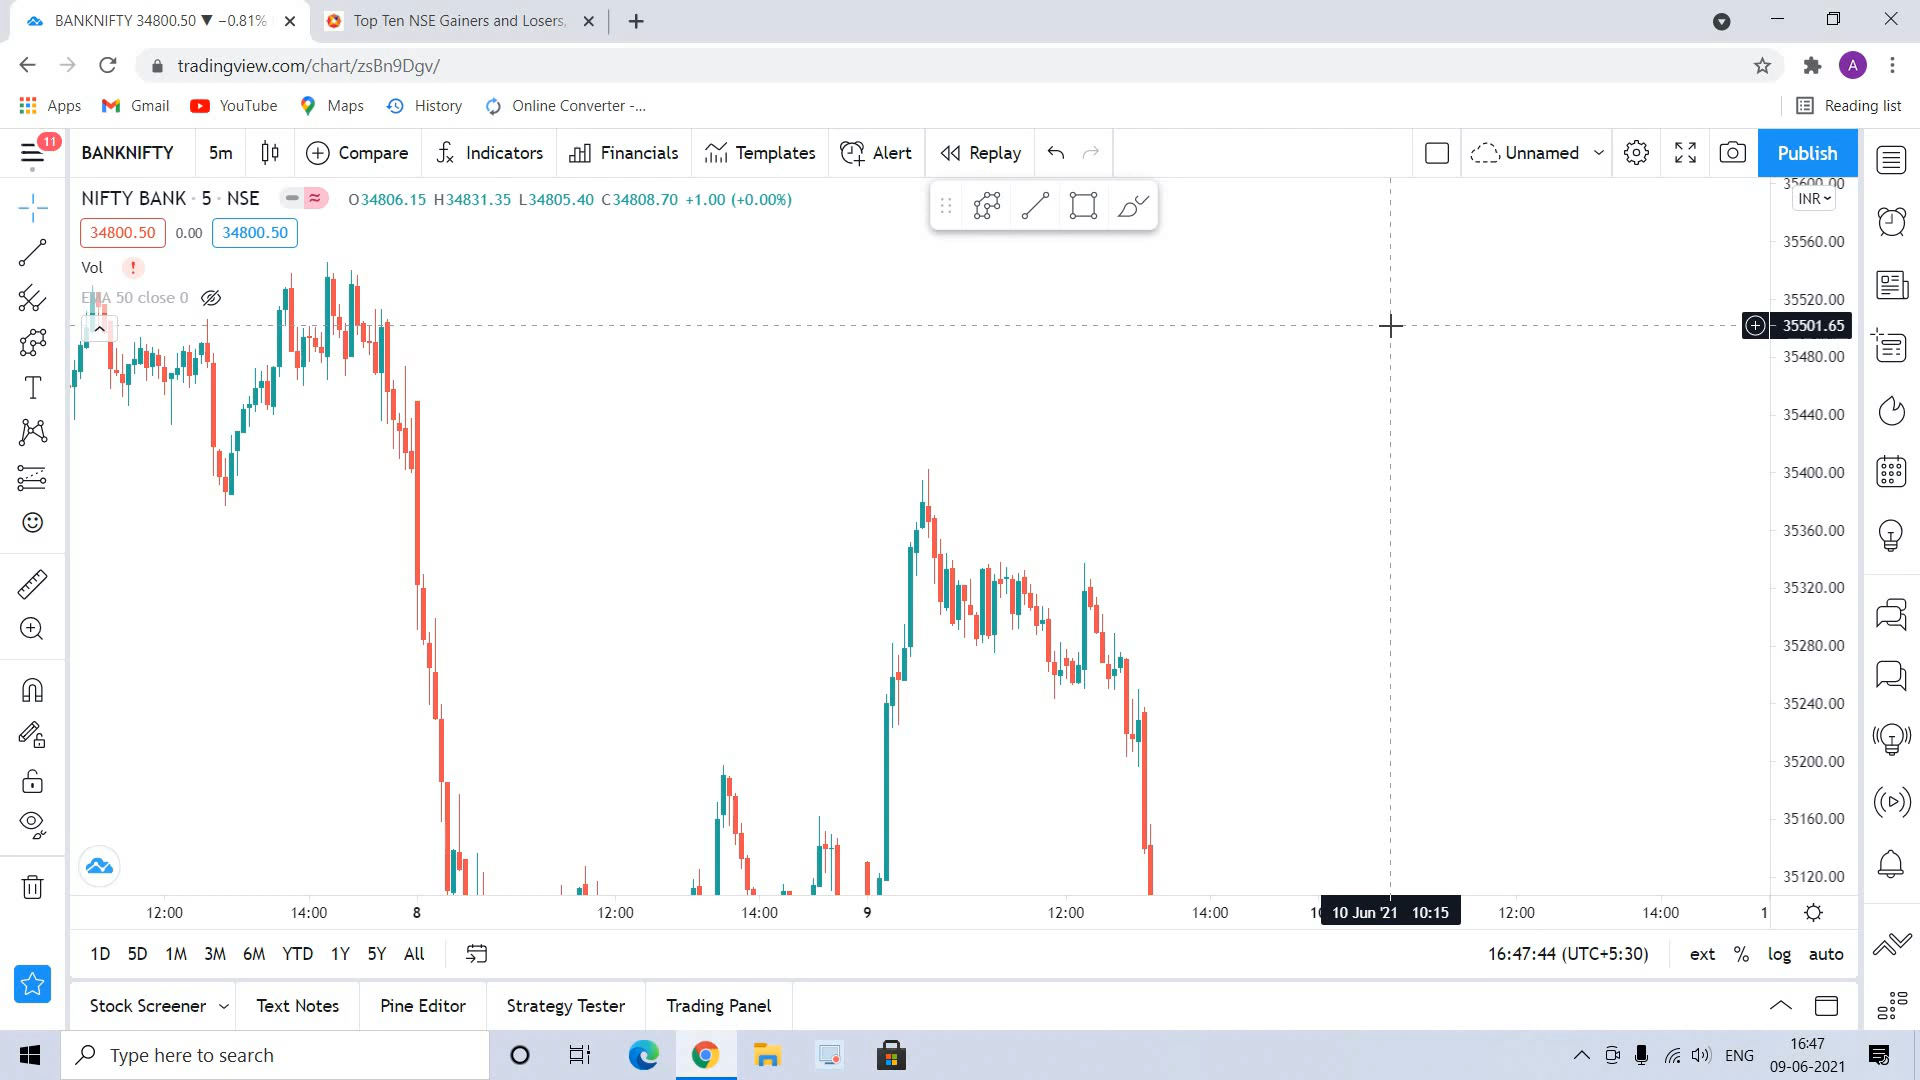 BANKNIFTY 34800.50 ▼ −0.81%
Top Ten NSE Gainers and Losers,
tradingview.com/chart/zsBn9Dgv/
A
Apps Gmail YouTube Maps History Online Converter -... Reading list
11
BANKNIFTY 5m Compare Indicators Financials Templates Alert Replay Unnamed Publish
NIFTY BANK · 5 · NSE O34806.15 H34831.35 L34805.40 C34808.70 +1.00 (+0.00%)
34800.50 0.00 34800.50
Vol !
EMA 50 close 0
35600.00
INR
35560.00
35520.00
35501.65
35480.00
35440.00
35400.00
35360.00
35320.00
35280.00
35240.00
35200.00
35160.00
35120.00
12:00 14:00 8 12:00 14:00 9 12:00 14:00 10 Jun '21 10:15 12:00 14:00 1
1D 5D 1M 3M 6M YTD 1Y 5Y All 16:47:44 (UTC+5:30) ext % log auto
Stock Screener Text Notes Pine Editor Strategy Tester Trading Panel
Type here to search
ENG
16:47
09-06-2021